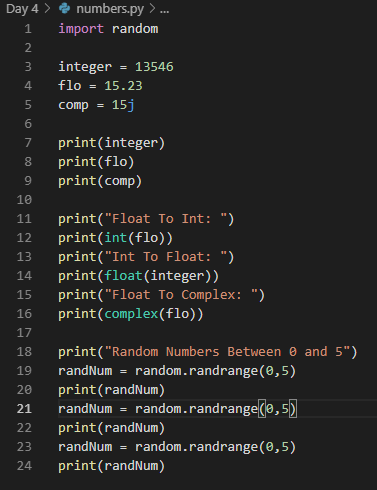 Day 4 > numbers.py > ...
1 import random
2
3 integer = 13546
4 flo = 15.23
5 comp = 15j
6
7 print(integer)
8 print(flo)
9 print(comp)
10
11 print("Float To Int: ")
12 print(int(flo))
13 print("Int To Float: ")
14 print(float(integer))
15 print("Float To Complex: ")
16 print(complex(flo))
17
18 print("Random Numbers Between 0 and 5")
19 randNum = random.randrange(0,5)
20 print(randNum)
21 randNum = random.randrange(0,5)
22 print(randNum)
23 randNum = random.randrange(0,5)
24 print(randNum)